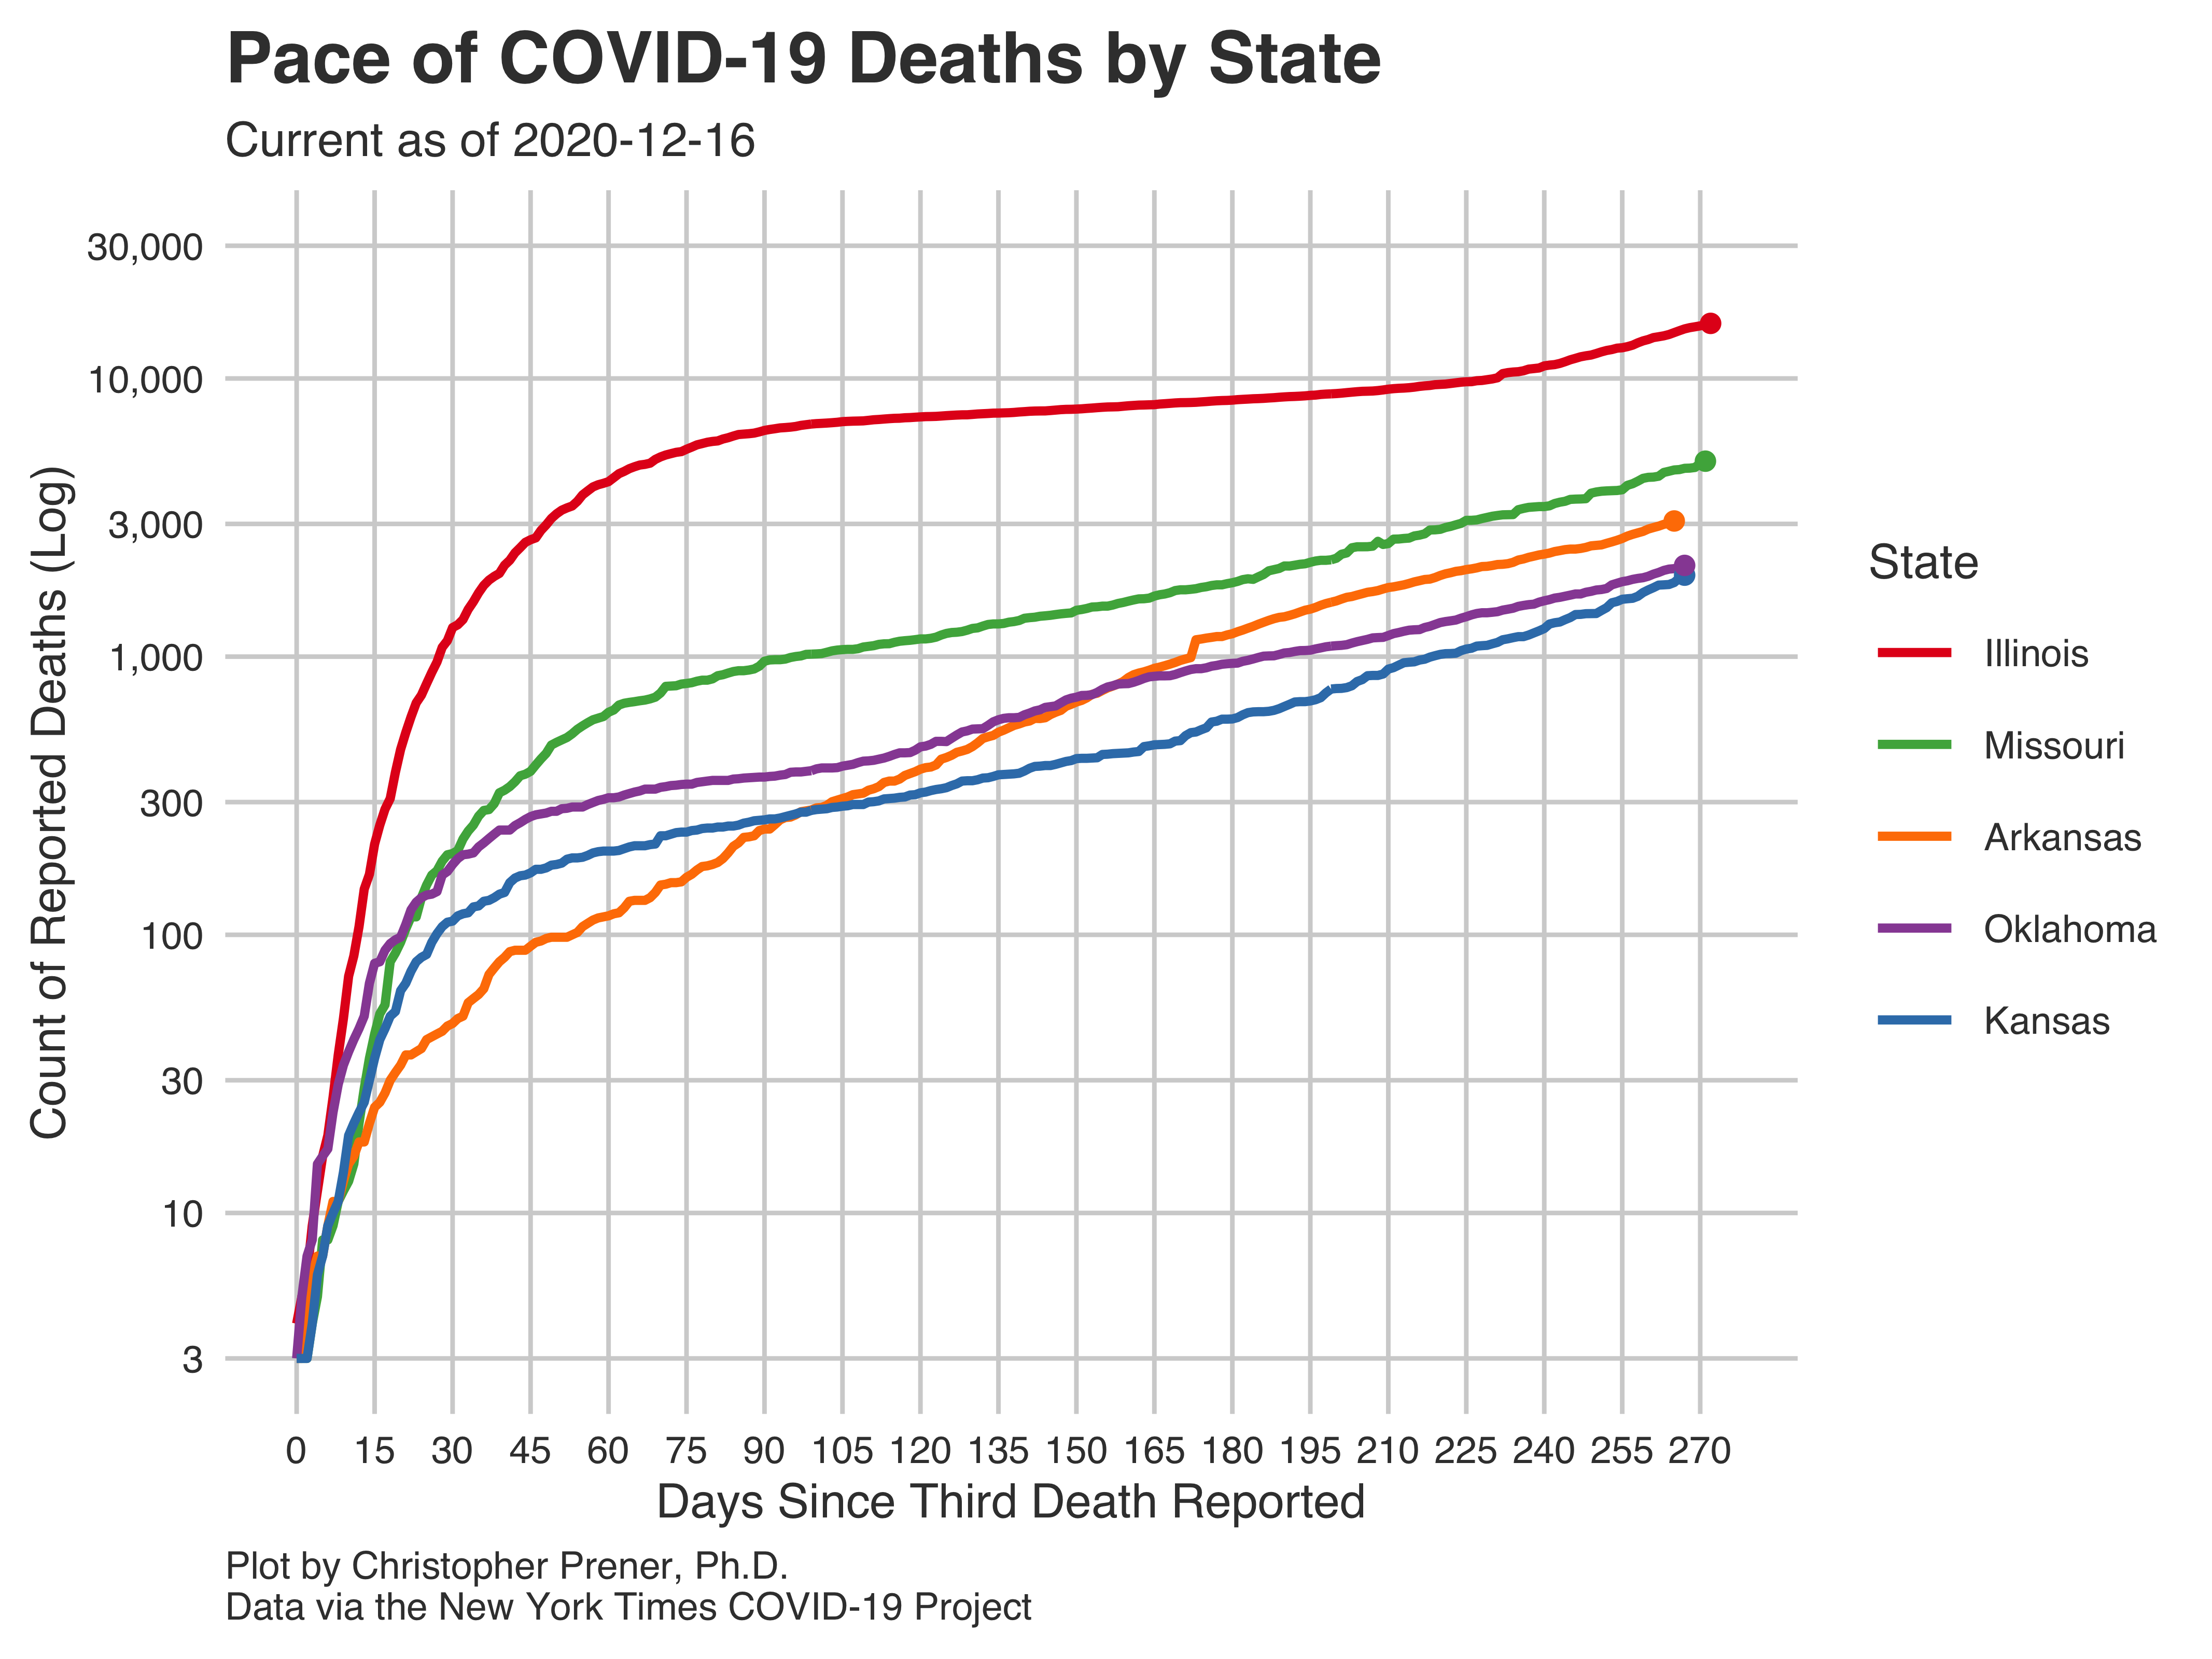 Pace of COVID-19 Deaths by State
Current as of 2020-12-16
Count of Reported Deaths (Log)
30,000
10,000
3,000
1,000
300
100
30
10
3
0 15 30 45 60 75 90 105 120 135 150 165 180 195 210 225 240 255 270
Days Since Third Death Reported
State
Illinois
Missouri
Arkansas
Oklahoma
Kansas
Plot by Christopher Prener, Ph.D.
Data via the New York Times COVID-19 Project